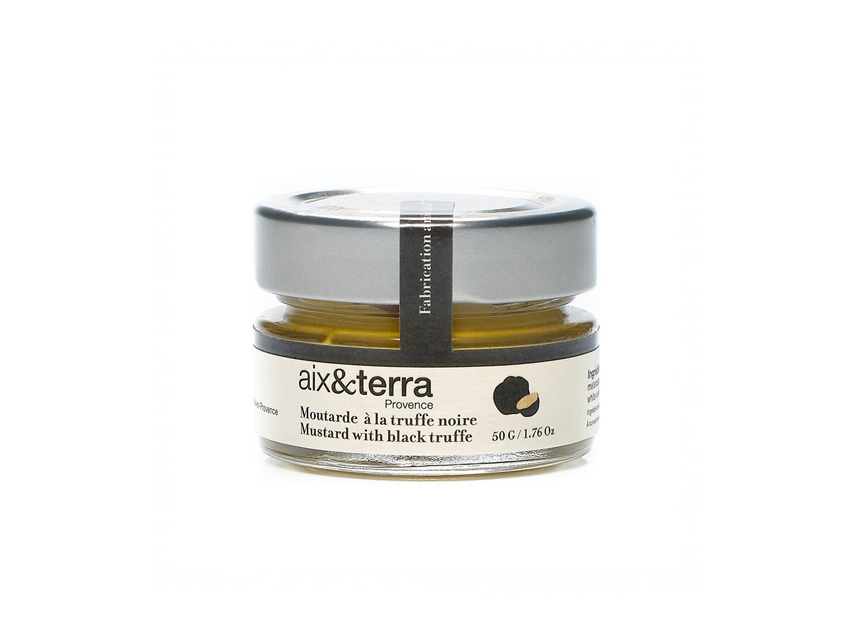 Fabrication
aix&terra
Provence
Moutarde à la truffe noire
Mustard with black truffe
50 G / 1.76 Oz